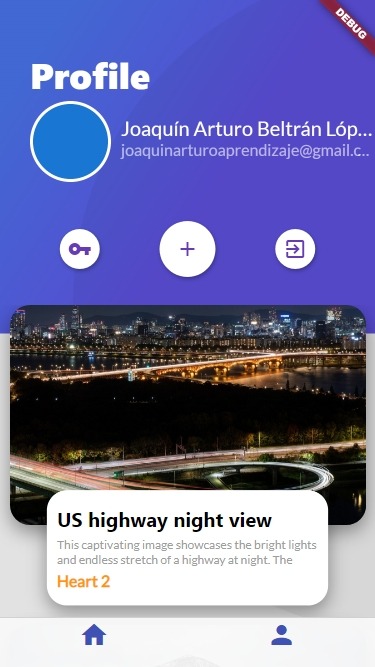 DEBUG
Profile
Joaquín Arturo Beltrán Lóp...
joaquinarturoaprendizaje@gmail.c..
US highway night view
This captivating image showcases the bright lights
and endless stretch of a highway at night. The
Heart 2